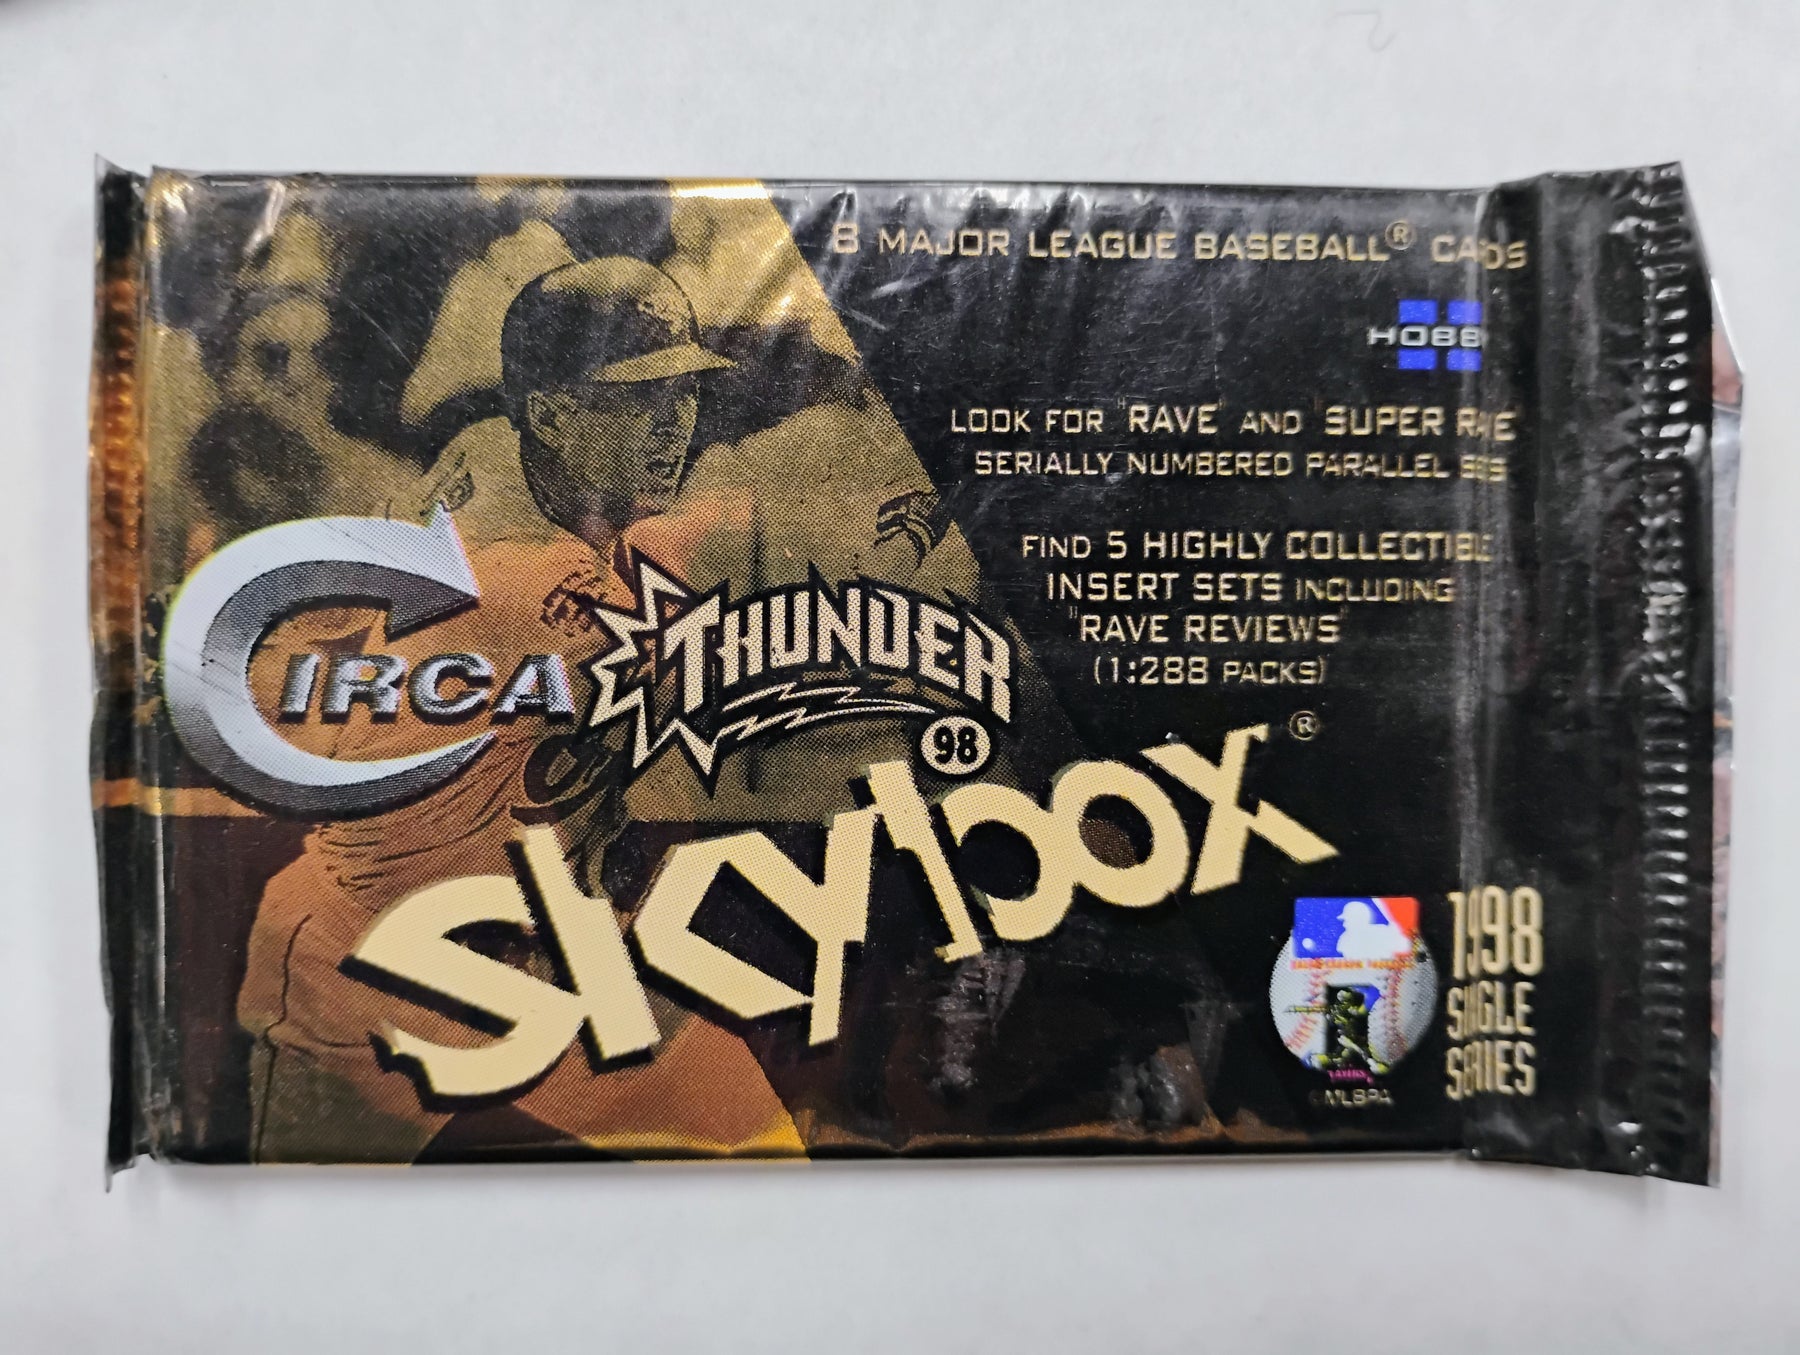 8 MAJOR LEAGUE BASEBALL® CARDS
LOOK FOR "RAVE" AND "SUPER RAVE"
SERIALLY NUMBERED PARALLEL
FIND 5 HIGHLY COLLECTIBLE
INSERT SETS INCLUDING
"RAVE REVIEWS"
(1:288 PACKS)
CIRCA THUNDER
98
SKYBOX®
1998
SINGLE
SERIES
MLBPA